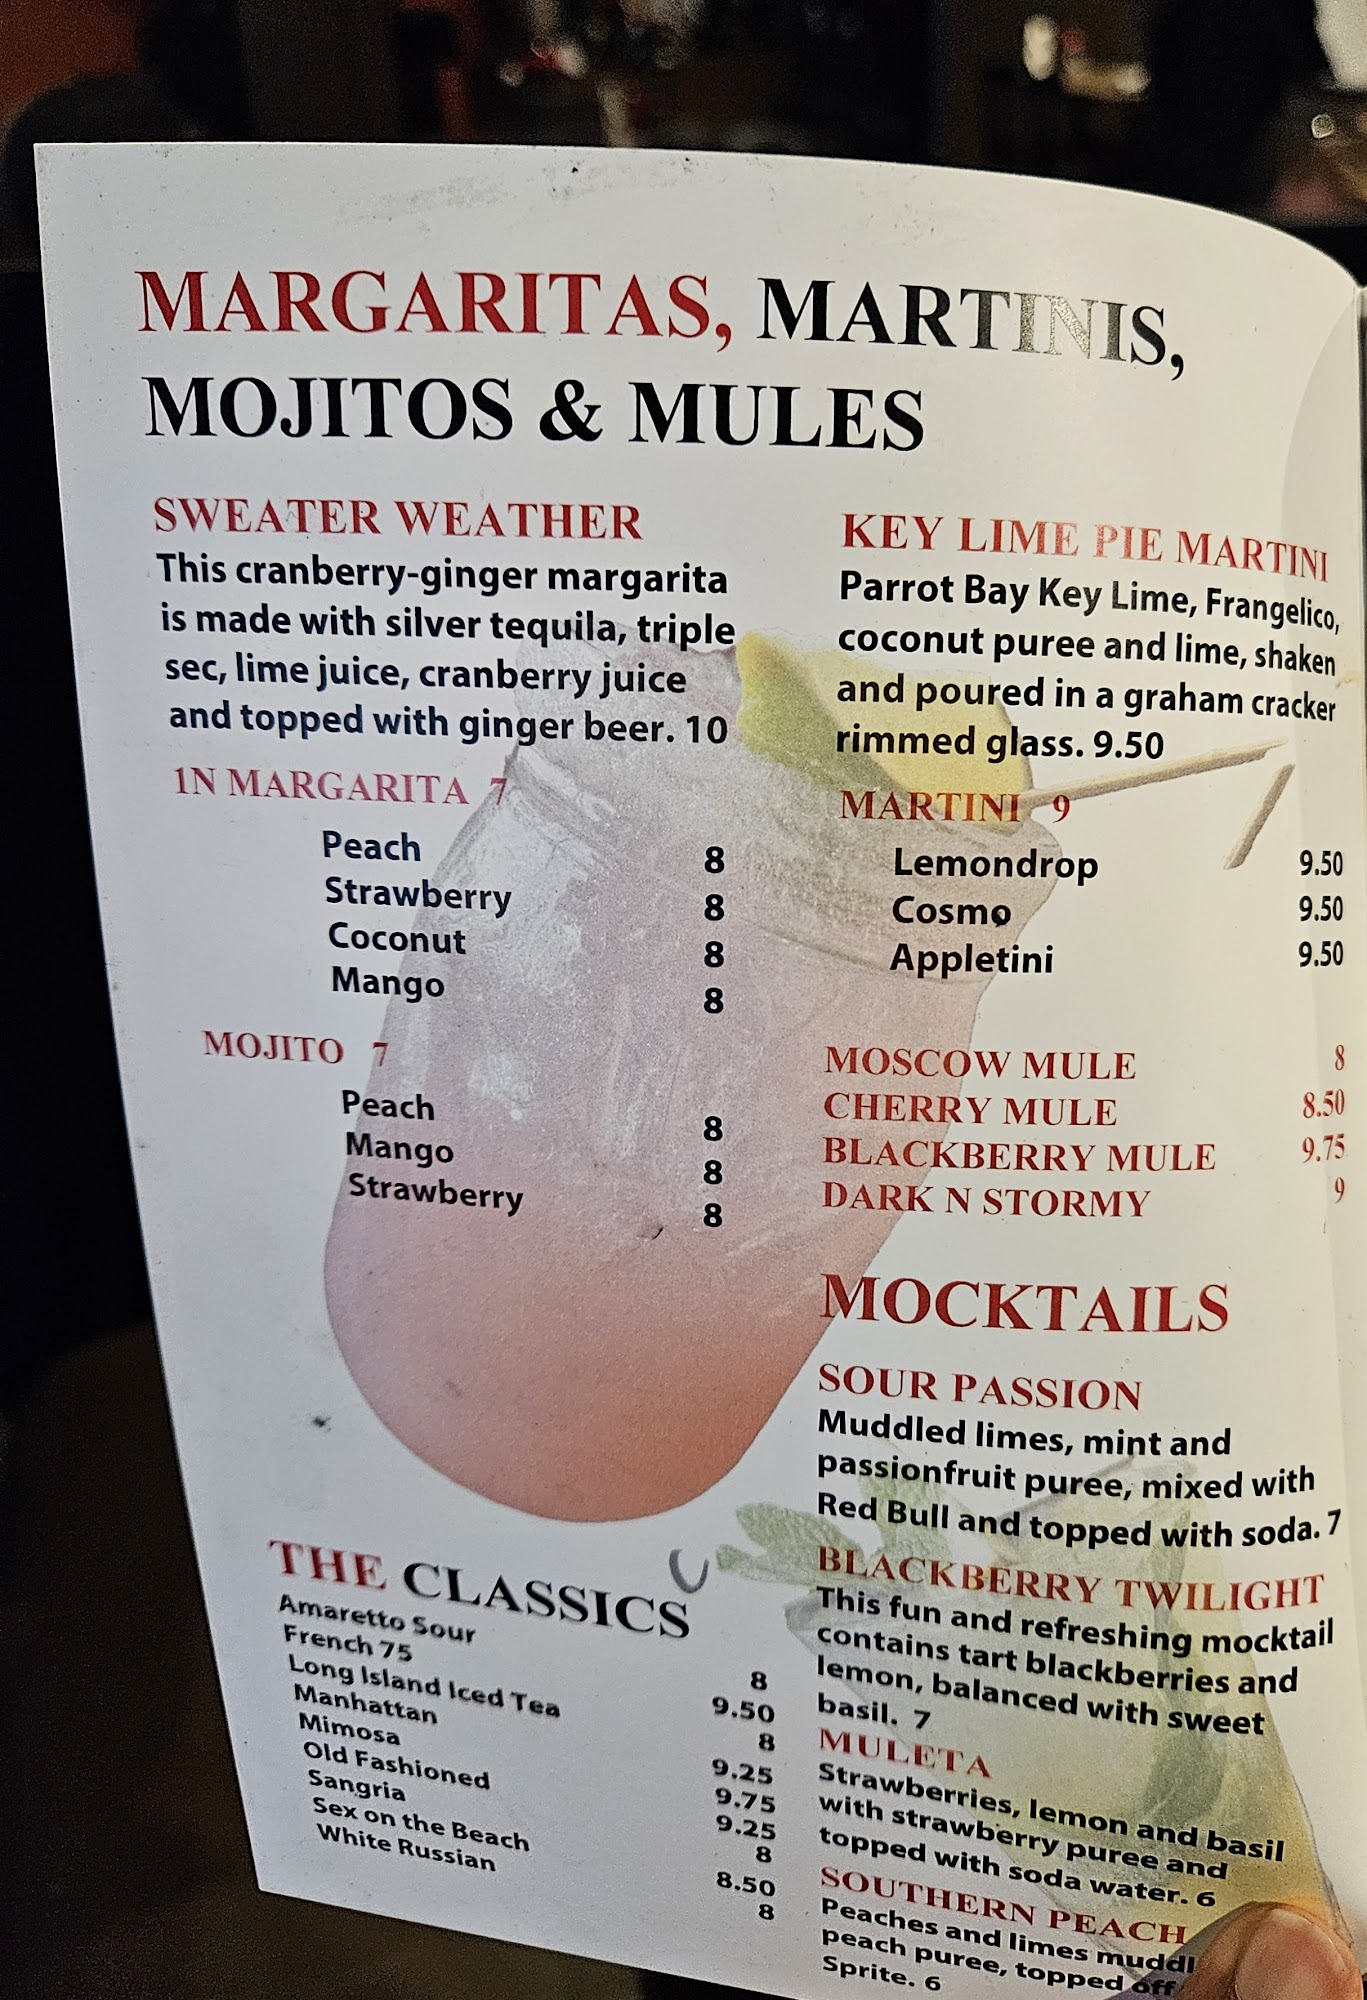 MARGARITAS, MARTINIS,
MOJITOS & MULES
SWEATER WEATHER
This cranberry-ginger margarita
is made with silver tequila, triple
sec, lime juice, cranberry juice
and topped with ginger beer. 10
1N MARGARITA 7
Peach 8
Strawberry 8
Coconut 8
Mango 8
MOJITO 7
Peach 8
Mango 8
Strawberry 8
THE CLASSICS
Amaretto Sour 8
French 75 9.50
Long Island Iced Tea 8
Manhattan 9.25
Mimosa 9.75
Old Fashioned 9.25
Sangria 8
Sex on the Beach 8.50
White Russian 8
KEY LIME PIE MARTINI
Parrot Bay Key Lime, Frangelico,
coconut puree and lime, shaken
and poured in a graham cracker
rimmed glass. 9.50
MARTINI 9
Lemondrop 9.50
Cosmo 9.50
Appletini 9.50
MOSCOW MULE 8
CHERRY MULE 8.50
BLACKBERRY MULE 9.75
DARK N STORMY 9
MOCKTAILS
SOUR PASSION
Muddled limes, mint and
passionfruit puree, mixed with
Red Bull and topped with soda. 7
BLACKBERRY TWILIGHT
This fun and refreshing mocktail
contains tart blackberries and
lemon, balanced with sweet
basil. 7
MULETA
Strawberries, lemon and basil
with strawberry puree and
topped with soda water. 6
SOUTHERN PEACH
Peaches and limes muddl
peach puree, topped off
Sprite. 6